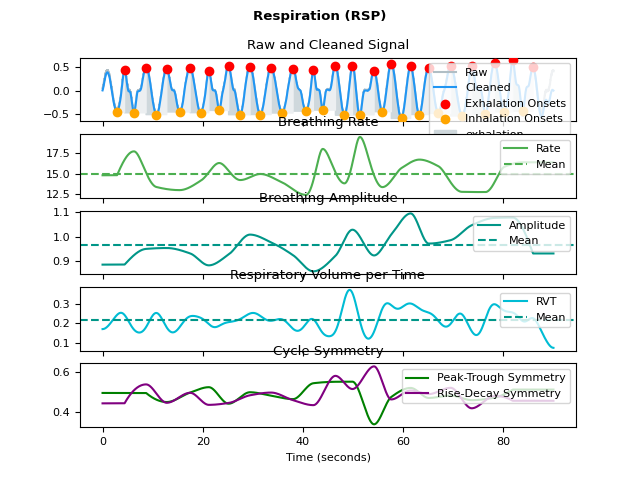 Respiration (RSP)
Raw and Cleaned Signal
0.5
0.0
−0.5
Raw
Cleaned
Exhalation Onsets
Inhalation Onsets
exhalation
Breathing Rate
17.5
15.0
12.5
Rate
Mean
Breathing Amplitude
1.1
1.0
0.9
Amplitude
Mean
Respiratory Volume per Time
0.3
0.2
0.1
RVT
Mean
Cycle Symmetry
0.6
0.4
Peak-Trough Symmetry
Rise-Decay Symmetry
0 20 40 60 80
Time (seconds)